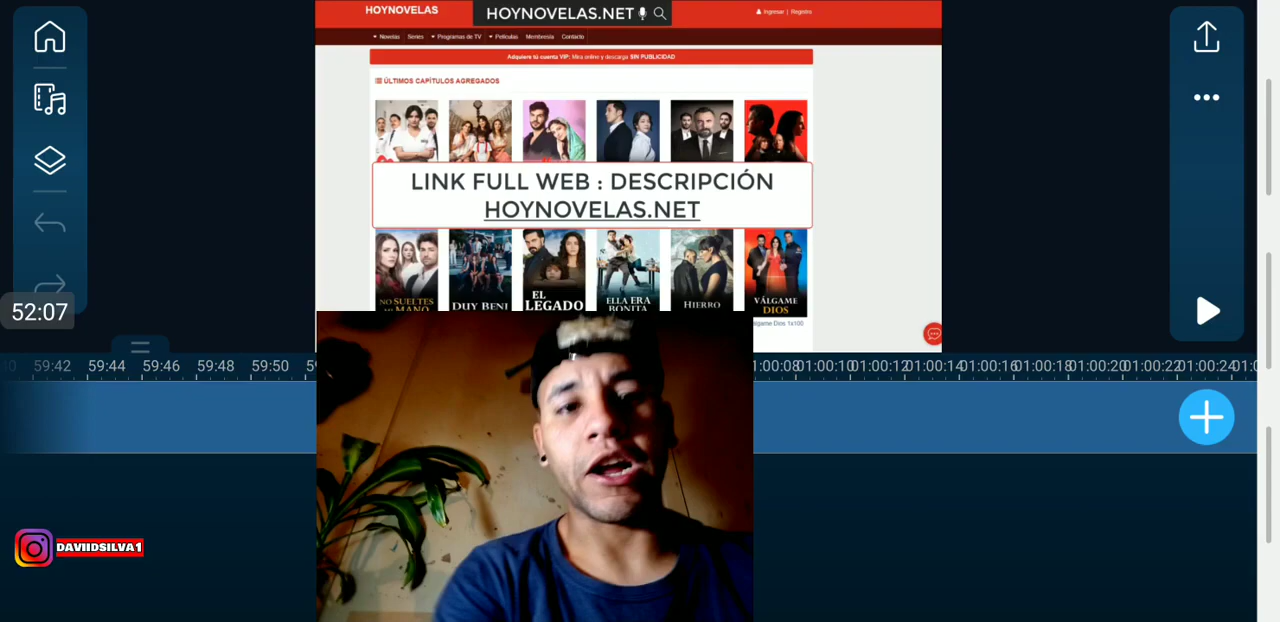 HOYNOVELAS
HOYNOVELAS.NET
Ingresar | Registro
Novelas Series Programas de TV Películas Membresía Contacto
Adquiere tú cuenta VIP: Mira online y descarga SIN PUBLICIDAD
ÚLTIMOS CAPÍTULOS AGREGADOS
LINK FULL WEB : DESCRIPCIÓN
HOYNOVELAS.NET
NO SUELTES
MI MANO
DUY BENI
EL
LEGADO
ELLA ERA
BONITA
HIERRO
VÁLGAME
DIOS
lgame Dios 1x100
52:07
59:42 59:44 59:46 59:48 59:50 :00:08 01:00:10 01:00:12 01:00:14 01:00:16 01:00:18 01:00:20 01:00:22 01:00:24
DAVIIDSILVA1